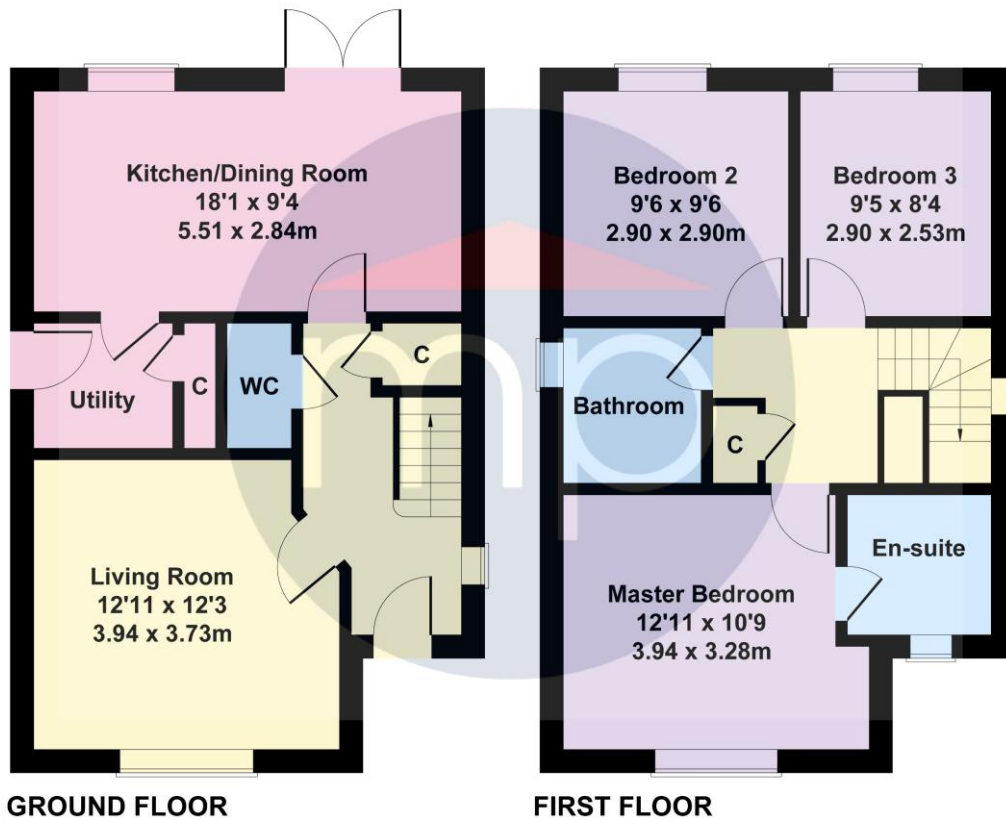 Kitchen/Dining Room
18'1 x 9'4
5.51 x 2.84m
Utility
C
WC
C
Living Room
12'11 x 12'3
3.94 x 3.73m
GROUND FLOOR
Bedroom 2
9'6 x 9'6
2.90 x 2.90m
Bedroom 3
9'5 x 8'4
2.90 x 2.53m
Bathroom
C
En-suite
Master Bedroom
12'11 x 10'9
3.94 x 3.28m
FIRST FLOOR
mp